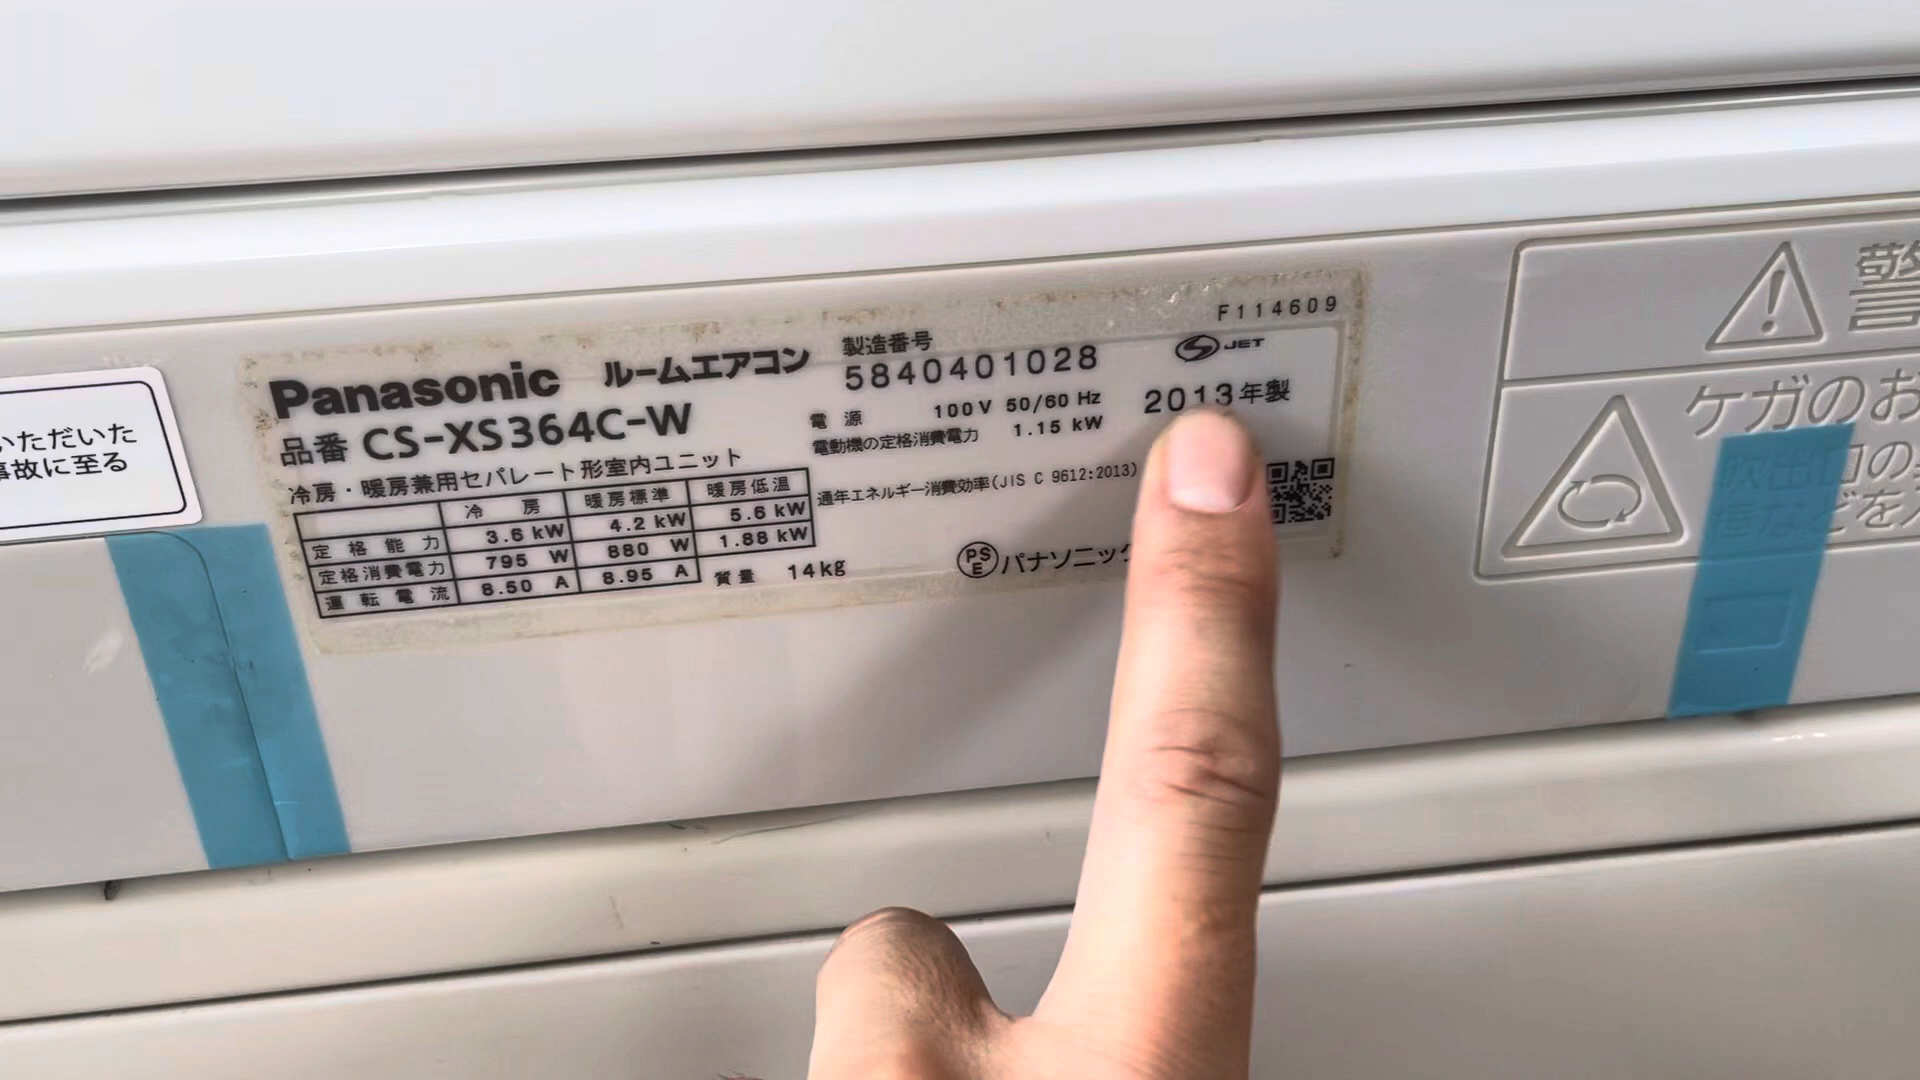 いただいた
事故に至る
Panasonic ルームエアコン
品番 CS-XS364C-W
冷房・暖房兼用セパレート形室内ユニット
冷房 暖房標準 暖房低温
定格能力 3.6 kW 4.2 kW 5.6 kW
定格消費電力 795 W 880 W 1.88 kW
運転電流 8.50 A 8.95 A
質量 14kg
製造番号
5840401028
電源 100V 50/60 Hz
電動機の定格消費電力 1.15 kW
通年エネルギー消費効率(JIS C 9612:2013)
PSE パナソニック
F114609
JET
2013年製
警
ケガのお
吹出口の
などを